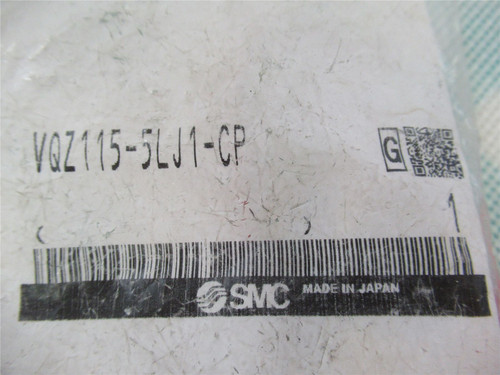 VQZ115-5LJ1-CP
G
( ) 1
SMC MADE IN JAPAN